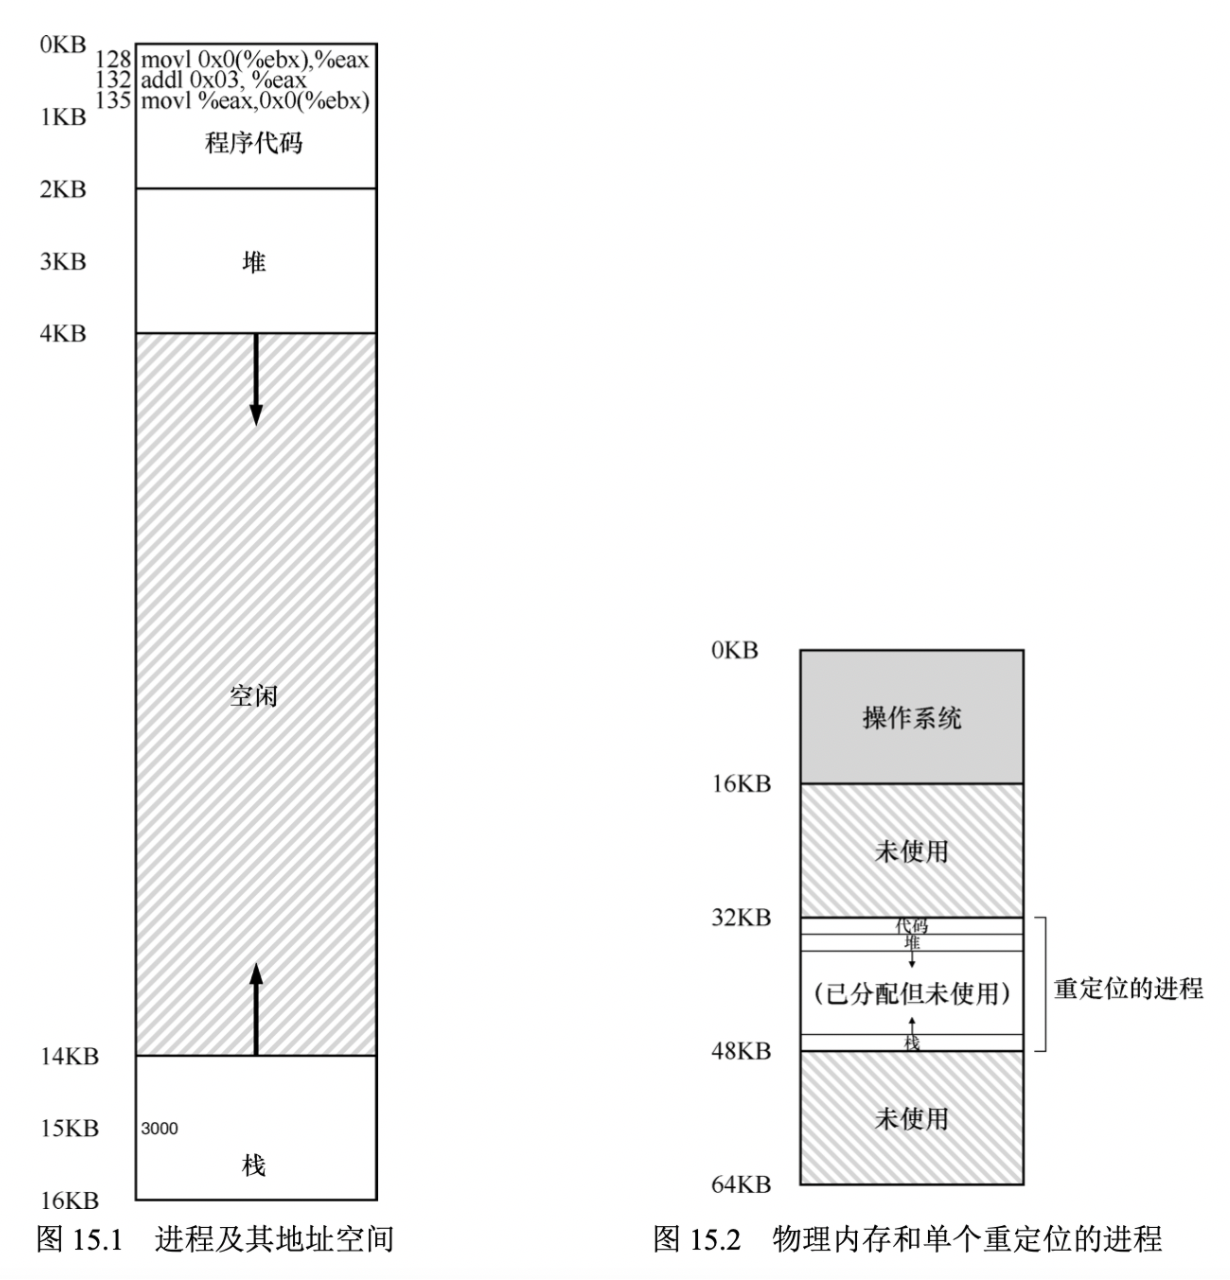 0KB
128 movl 0x0(%ebx),%eax
132 addl 0x03, %eax
135 movl %eax,0x0(%ebx)
1KB
程序代码
2KB
3KB
堆
4KB
空闲
14KB
15KB
3000
栈
16KB
图 15.1 进程及其地址空间
0KB
操作系统
16KB
未使用
32KB
代码
堆
(已分配但未使用)
重定位的进程
栈
48KB
未使用
64KB
图 15.2 物理内存和单个重定位的进程